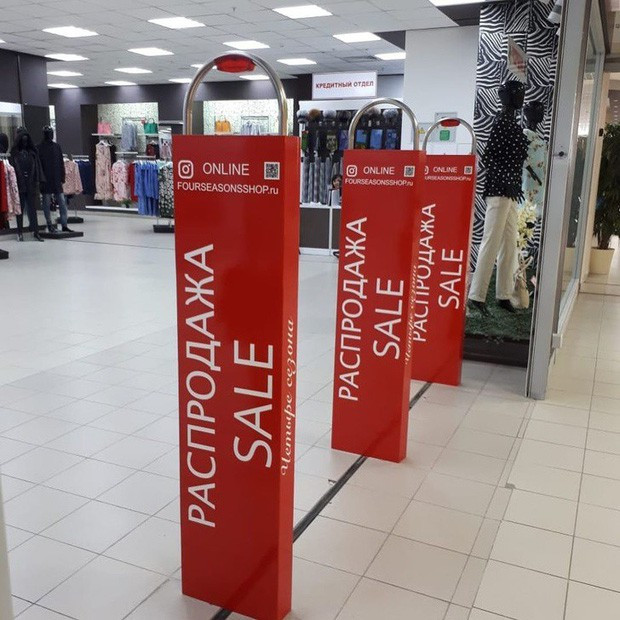 КРЕДИТНЫЙ ОТДЕЛ
ONLINE
FOURSEASONSSHOP.ru
РАСПРОДАЖА
SALE
Четыре сезона
ONLINE
FOURSEASONSSHOP.ru
РАСПРОДАЖА
SALE
Четыре сезона
ONLINE
FOURSEASONSSHOP.ru
РАСПРОДАЖА
SALE